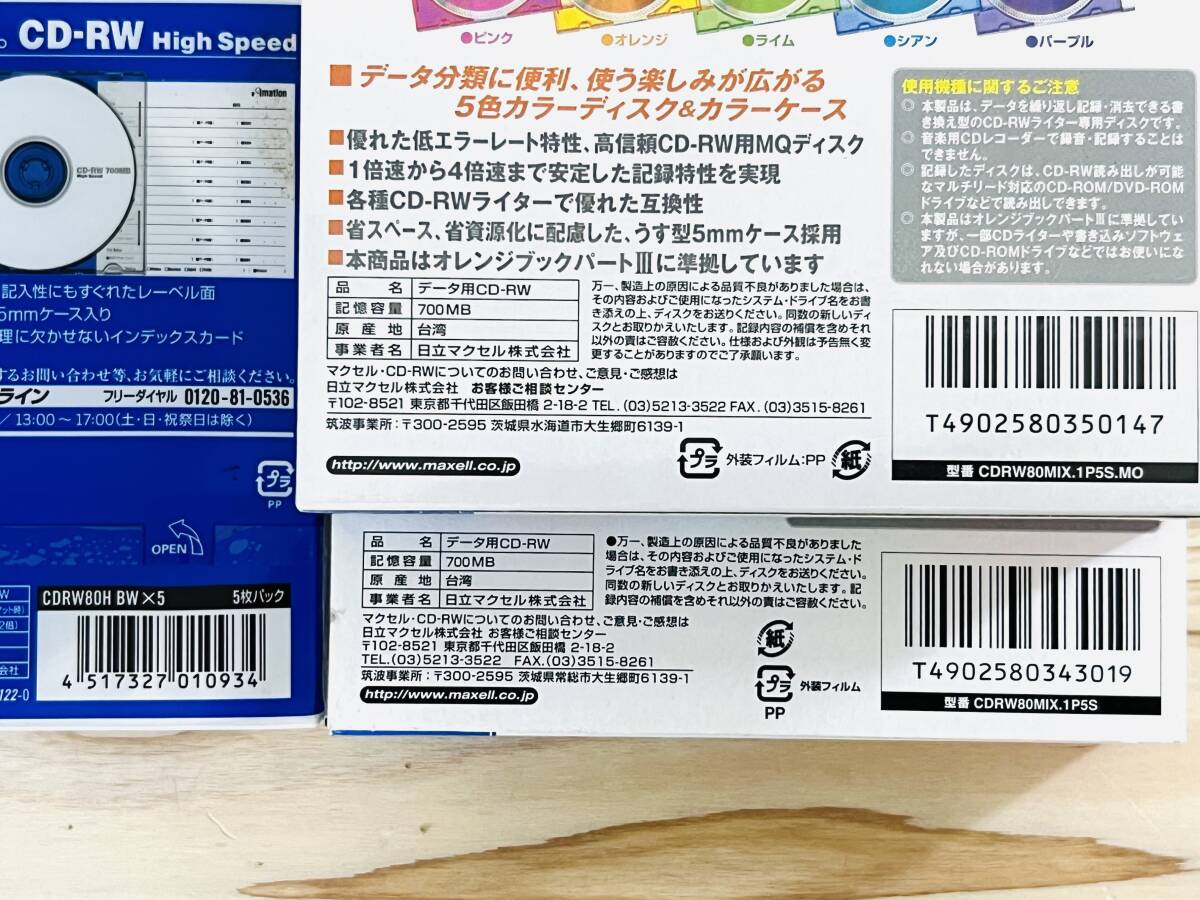 CD-RW High Speed
imation
CD-RW 700MB
High Speed
記入性にもすぐれたレーベル面
5mmケース入り
理に欠かせないインデックスカード
するお問い合わせ等、お気軽にご相談ください。
ライン フリーダイヤル 0120-81-0536
/ 13:00～17:00(土・日・祝祭日は除く)
プラ
PP
OPEN
CDRW80H BW×5 5枚パック
4 517327 010934
122-0
●ピンク ●オレンジ ●ライム ●シアン ●パープル
■データ分類に便利、使う楽しみが広がる
5色カラーディスク&カラーケース
■優れた低エラーレート特性、高信頼CD-RW用MQディスク
■1倍速から4倍速まで安定した記録特性を実現
■各種CD-RWライターで優れた互換性
■省スペース、省資源化に配慮した、うす型5mmケース採用
■本商品はオレンジブックパートⅢに準拠しています
品名 データ用CD-RW
記憶容量 700MB
原産地 台湾
事業者名 日立マクセル株式会社
万一、製造上の原因による品質不良がありました場合は、
その内容およびご使用になったシステム・ドライブ名をお書
き添えの上、ディスクをお送りください。同数の新しいディ
スクとお取りかえいたします。記録内容の補償を含めそれ
以外の責はご容赦ください。仕様および外観は予告無く変
更することがありますのでご了承願います。
マクセル・CD-RWについてのお問い合わせ、ご意見・ご感想は
日立マクセル株式会社 お客様ご相談センター
〒102-8521 東京都千代田区飯田橋 2-18-2 TEL. (03)5213-3522 FAX. (03)3515-8261
筑波事業所:〒300-2595 茨城県水海道市大生郷町6139-1
http://www.maxell.co.jp
プラ 外装フィルム:PP 紙
使用機種に関するご注意
◎ 本製品は、データを繰り返し記録・消去できる書
き換え型のCD-RWライター専用ディスクです。
◎ 音楽用CDレコーダーで録音・記録することは
できません。
◎ 記録したディスクは、CD-RW読み出しが可
能なマルチリード対応のCD-ROM/DVD-ROM
ドライブなどで読み出しできます。
◎ 本製品はオレンジブックパートⅢに準拠してい
ますが、一部CDライターや書き込みソフトウェ
ア及びCD-ROMドライブなどではお使いにな
れない場合があります。
T4902580350147
型番 CDRW80MIX.1P5S.MO
品名 データ用CD-RW
記憶容量 700MB
原産地 台湾
事業者名 日立マクセル株式会社
●万一、製造上の原因による品質不良がありました
場合は、その内容およびご使用になったシステム・ド
ライブ名をお書き添えの上、ディスクをお送りください。
同数の新しいディスクとお取りかえいたします。記
録内容の補償を含めそれ以外の責はご容赦ください。
マクセル・CD-RWについてのお問い合わせ、ご意見・ご感想は
日立マクセル株式会社 お客様ご相談センター
〒102-8521 東京都千代田区飯田橋 2-18-2
TEL.(03)5213-3522 FAX.(03)3515-8261
筑波事業所:〒300-2595 茨城県常総市大生郷町6139-1
http://www.maxell.co.jp
紙
プラ 外装フィルム
PP
T4902580343019
型番 CDRW80MIX.1P5S